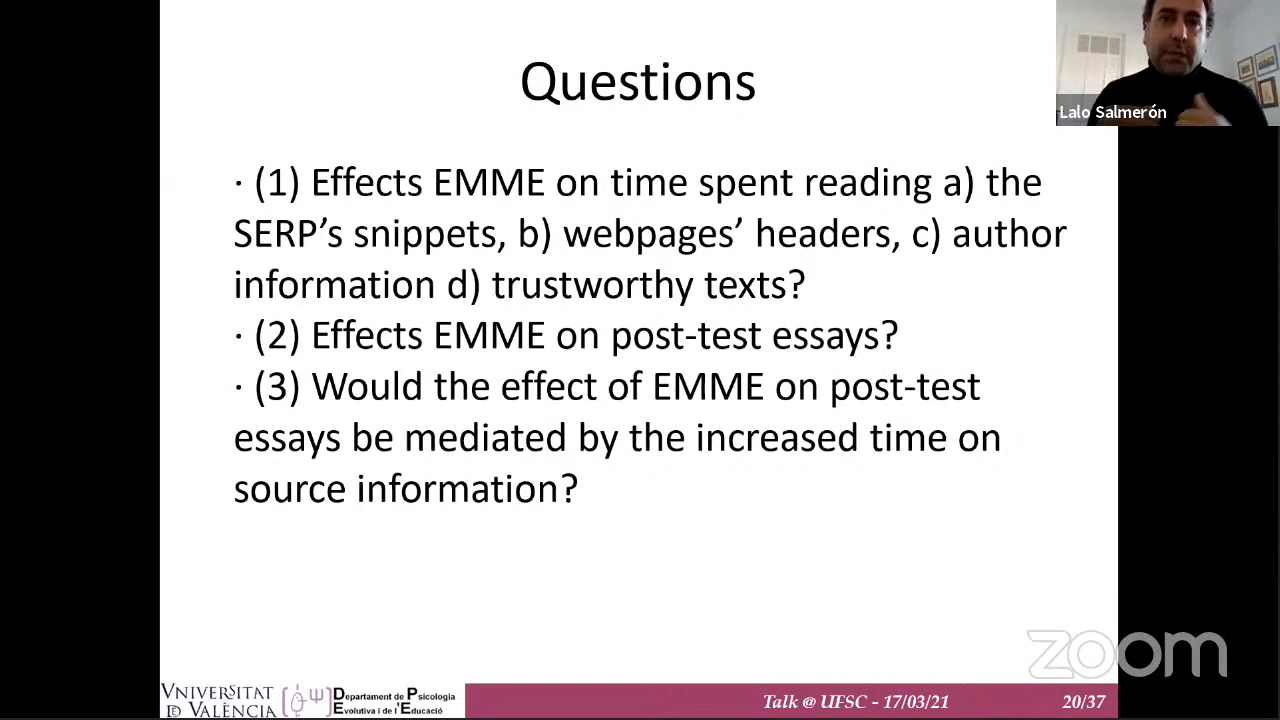 Questions
Lalo Salmerón
· (1) Effects EMME on time spent reading a) the
SERP’s snippets, b) webpages’ headers, c) author
information d) trustworthy texts?
· (2) Effects EMME on post-test essays?
· (3) Would the effect of EMME on post-test
essays be mediated by the increased time on
source information?
zoom
VNIVERSITAT
DE VALÈNCIA
Departament de Psicologia
Evolutiva i de l'Educació
Talk @ UFSC - 17/03/21
20/37